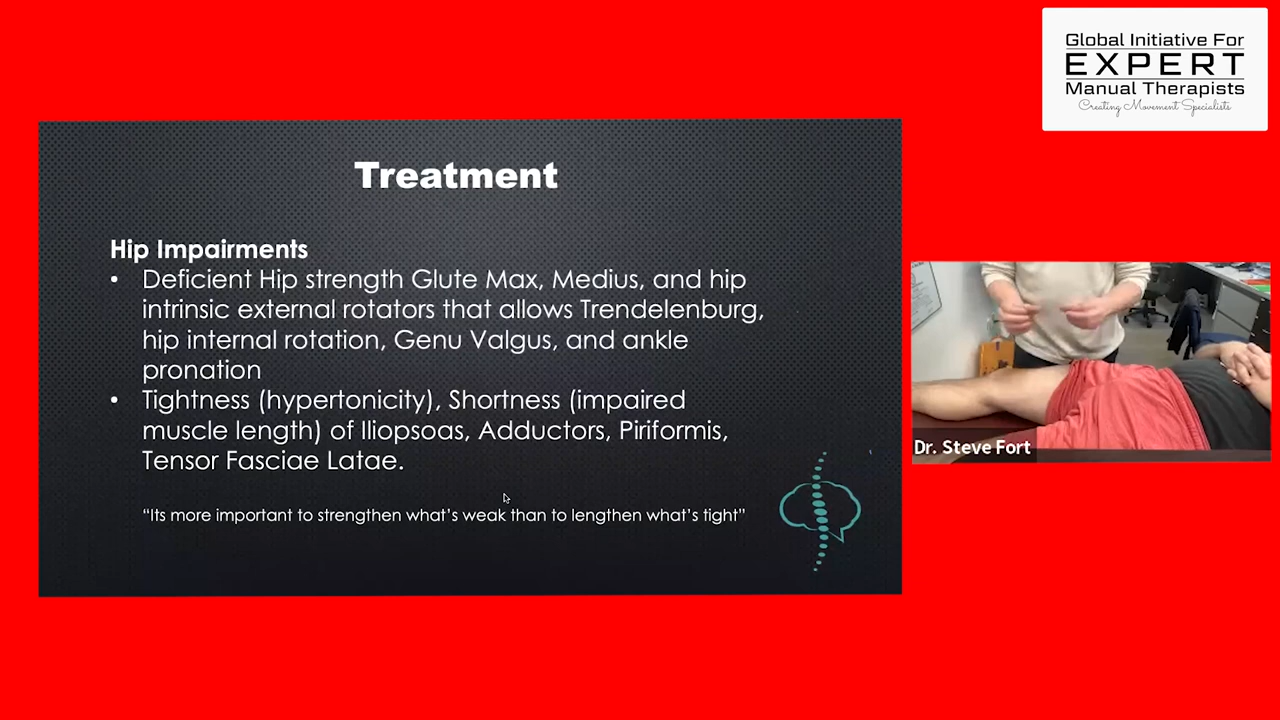 Global Initiative For
EXPERT
Manual Therapists
Creating Movement Specialists
Treatment
Hip Impairments
• Deficient Hip strength Glute Max, Medius, and hip
intrinsic external rotators that allows Trendelenburg,
hip internal rotation, Genu Valgus, and ankle
pronation
• Tightness (hypertonicity), Shortness (impaired
muscle length) of Iliopsoas, Adductors, Piriformis,
Tensor Fasciae Latae.
“Its more important to strengthen what’s weak than to lengthen what’s tight”
Dr. Steve Fort